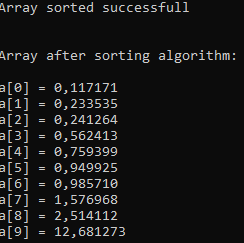 Array sorted successfull
Array after sorting algorithm:
a[0] = 0,117171
a[1] = 0,233535
a[2] = 0,241264
a[3] = 0,562413
a[4] = 0,759399
a[5] = 0,949925
a[6] = 0,985710
a[7] = 1,576968
a[8] = 2,514112
a[9] = 12,681273